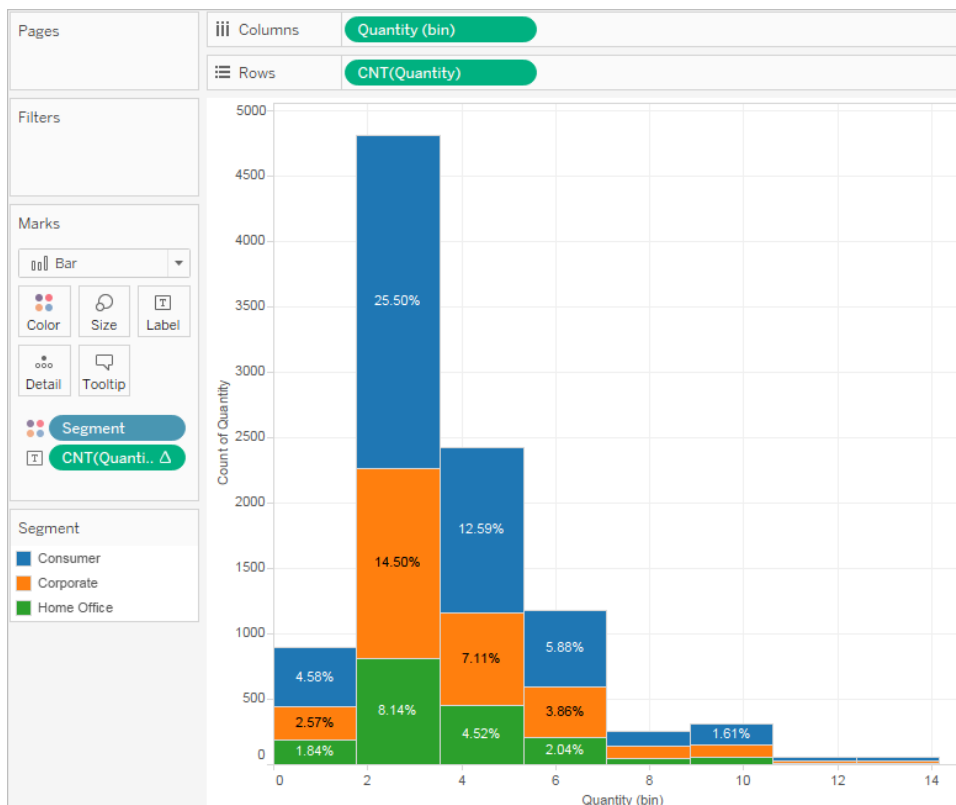 Pages
Columns
Quantity (bin)
Rows
CNT(Quantity)
Filters
Marks
Bar
Color
Size
T
Label
Detail
Tooltip
Segment
T
CNT(Quanti.. Δ
Segment
Consumer
Corporate
Home Office
5000
4500
4000
3500
3000
2500
2000
1500
1000
500
0
Count of Quantity
25.50%
14.50%
8.14%
12.59%
7.11%
4.52%
5.88%
3.86%
2.04%
4.58%
2.57%
1.84%
1.61%
0
2
4
6
8
10
12
14
Quantity (bin)